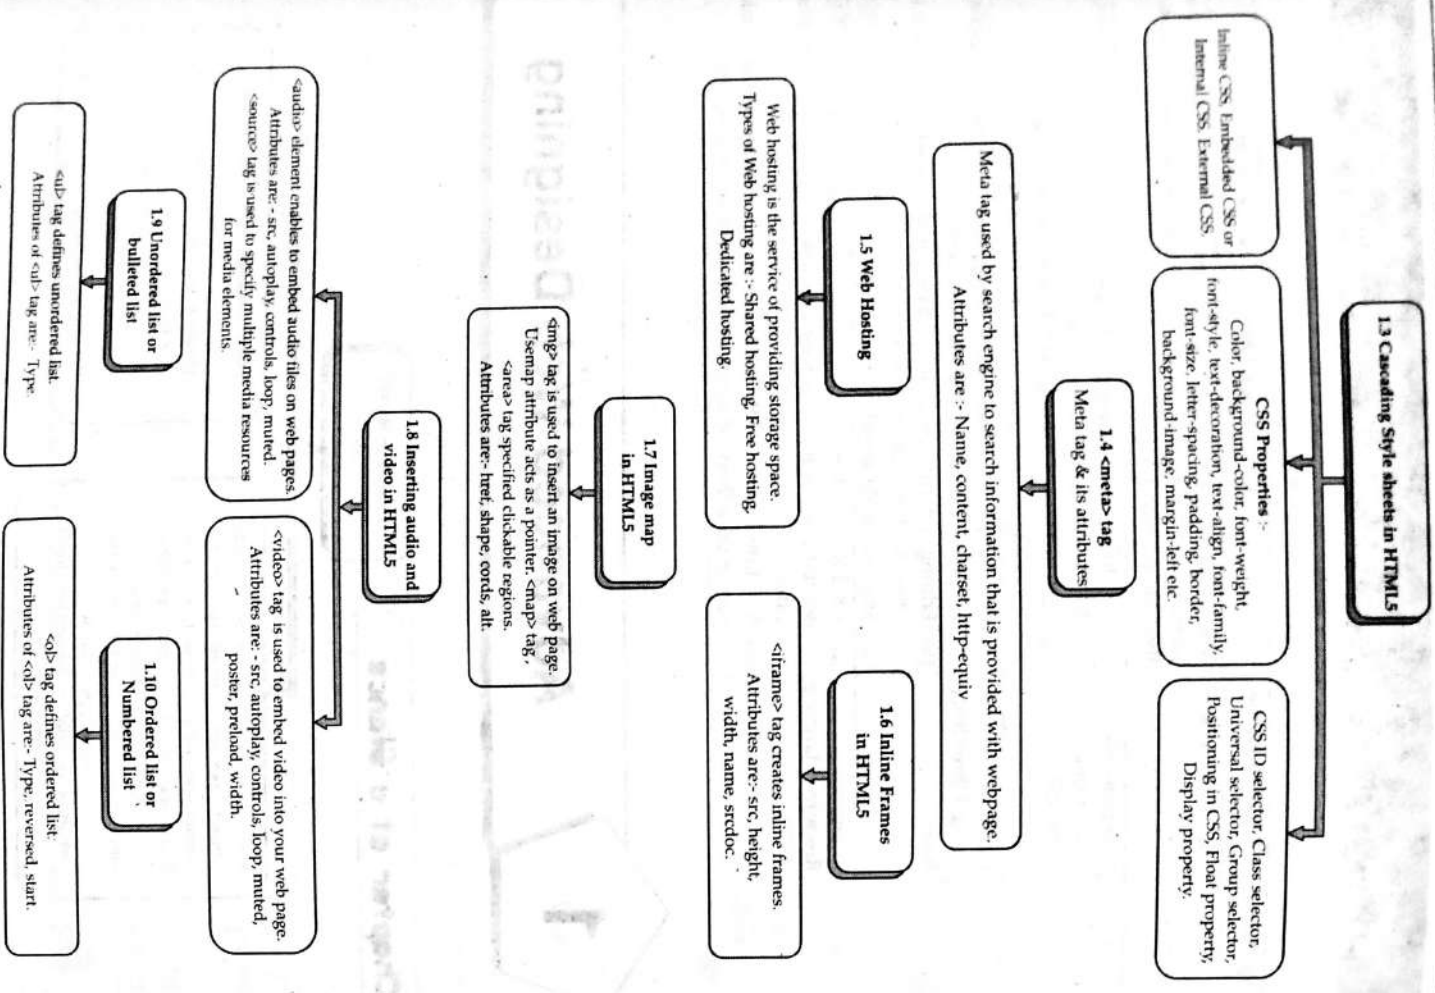 1.3 Cascading Style sheets in HTML5
Inline CSS, Embedded CSS or
Internal CSS, External CSS.
CSS Properties :-
Color, background-color, font-weight,
font-style, text-decoration, text-align, font-family,
font-size, letter-spacing, padding, border,
background-image, margin-left etc.
CSS ID selector, Class selector,
Universal selector, Group selector,
Positioning in CSS, Float property,
Display property.
1.4 <meta> tag
Meta tag & its attributes
Meta tag used by search engine to search information that is provided with webpage.
Attributes are :- Name, content, charset, http-equiv
1.5 Web Hosting
Web hosting is the service of providing storage space.
Types of Web hosting are :- Shared hosting, Free hosting,
Dedicated hosting.
1.6 Inline Frames
in HTML5
<iframe> tag creates inline frames.
Attributes are:- src, height,
width, name, srcdoc.
1.7 Image map
in HTML5
<img> tag is used to insert an image on web page.
Usemap attribute acts as a pointer. <map> tag ,
<area> tag specified clickable regions.
Attributes are:- href, shape, cords, alt.
1.8 Inserting audio and
video in HTML5
<audio> element enables to embed audio files on web pages.
Attributes are: - src, autoplay, controls, loop, muted.
<source> tag is used to specify multiple media resources
for media elements.
<video> tag is used to embed video into your web page.
Attributes are: - src, autoplay, controls, loop, muted,
poster, preload, width.
1.9 Unordered list or
bulleted list
<ul> tag defines unordered list.
Attributes of <ul> tag are:- Type.
1.10 Ordered list or
Numbered list
<ol> tag defines ordered list:
Attributes of <ol> tag are:- Type, reversed, start.